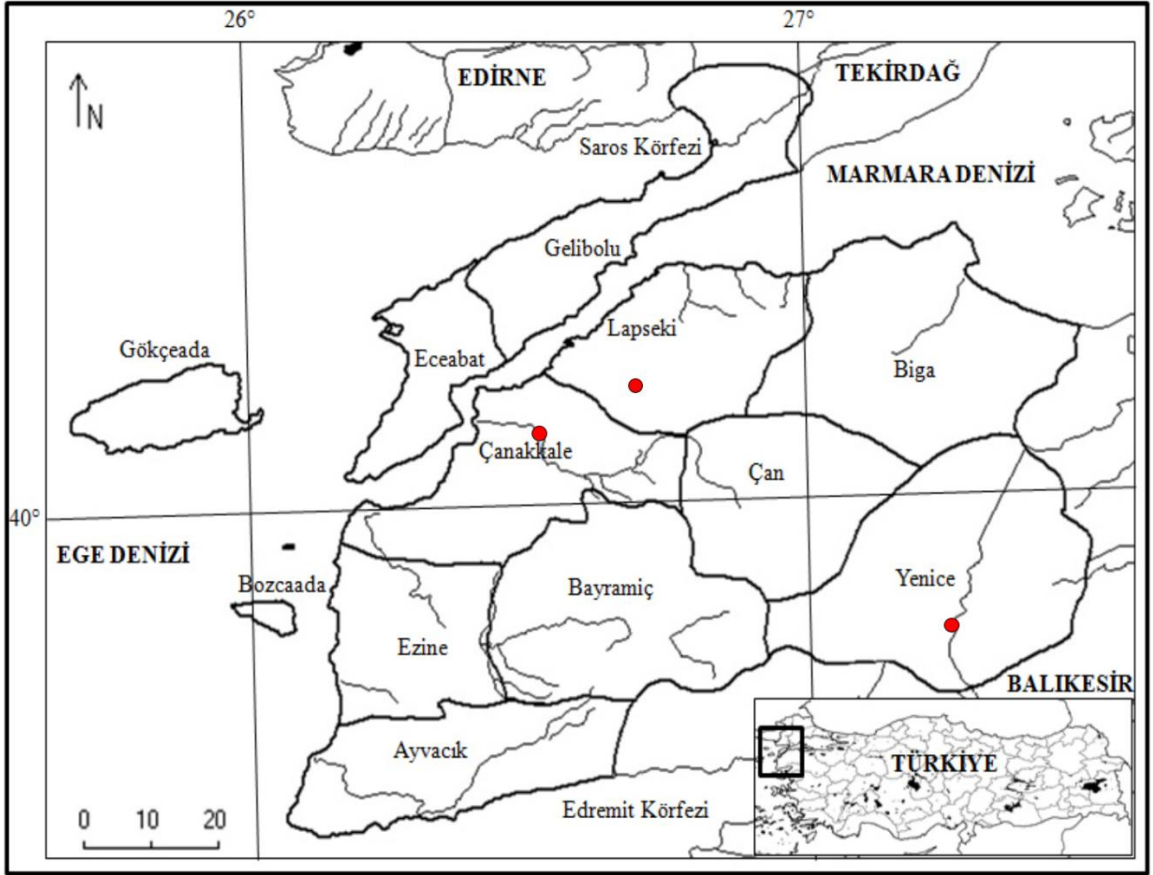 26°
27°
EDİRNE
TEKİRDAĞ
N
Saros Körfezi
MARMARA DENİZİ
Gelibolu
Lapseki
Gökçeada
Eceabat
Biga
Çanakkale
Çan
40°
EGE DENİZİ
Bozcaada
Bayramiç
Yenice
Ezine
BALIKESİR
Ayvacık
TÜRKİYE
Edremit Körfezi
0 10 20